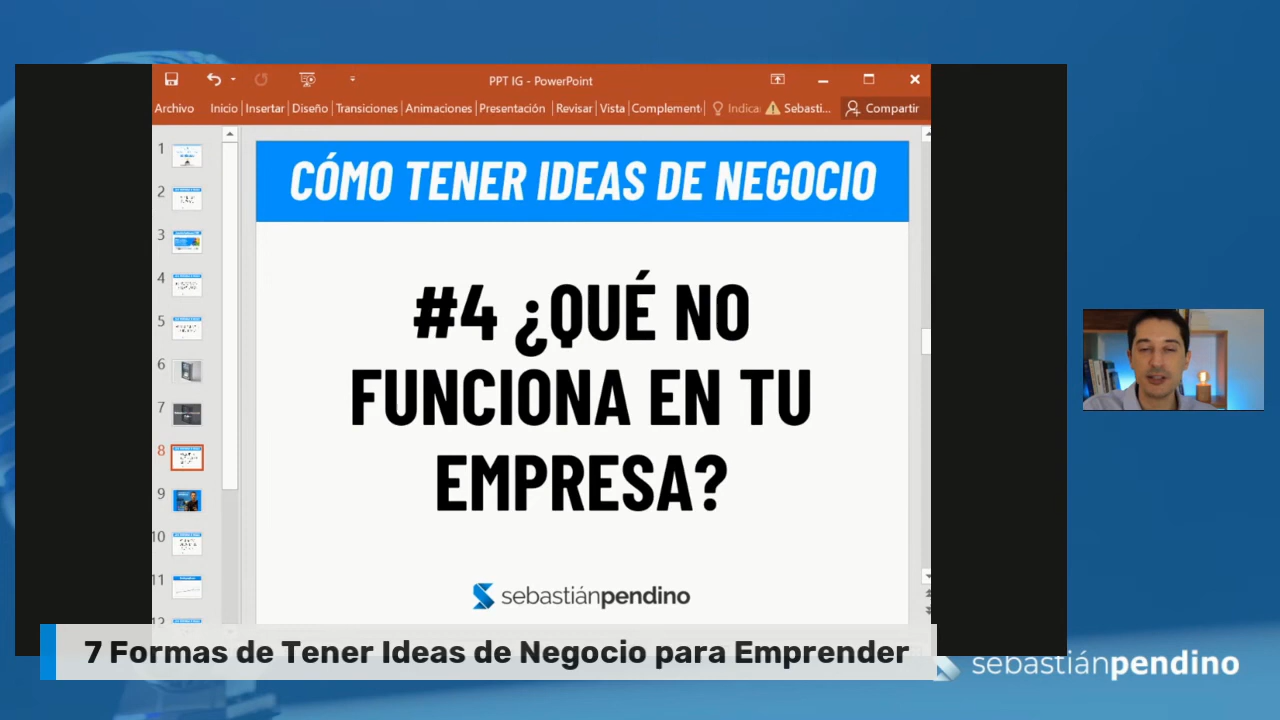 PPT IG - PowerPoint
Archivo Inicio Insertar Diseño Transiciones Animaciones Presentación Revisar Vista Complement Indica Sebasti... Compartir
1
2
3
4
5
6
7
8
9
10
11
12
CÓMO TENER IDEAS DE NEGOCIO
#4 ¿QUÉ NO
FUNCIONA EN TU
EMPRESA?
sebastiánpendino
7 Formas de Tener Ideas de Negocio para Emprender
sebastiánpendino